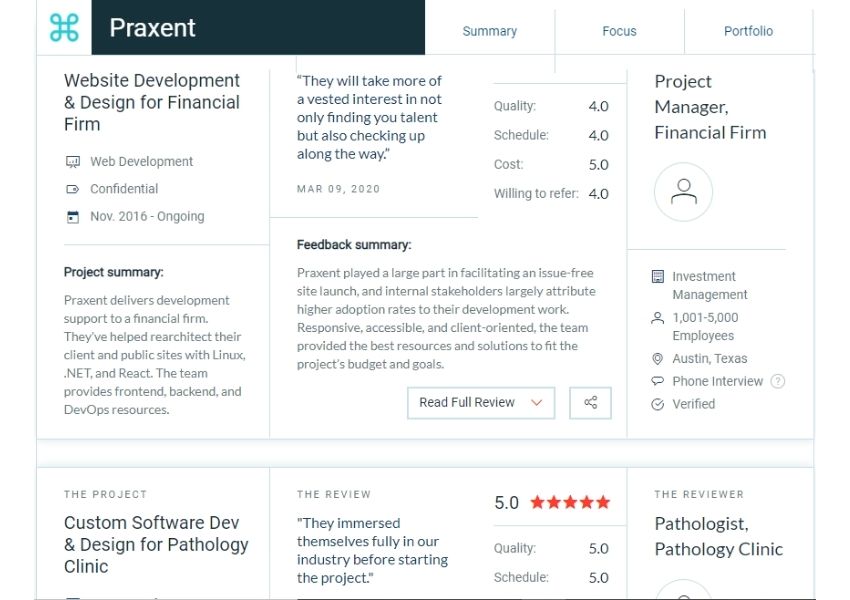 Praxent
Summary
Focus
Portfolio
Website Development
& Design for Financial
Firm
Web Development
Confidential
Nov. 2016 - Ongoing
Project summary:
Praxent delivers development
support to a financial firm.
They've helped rearchitect their
client and public sites with Linux,
.NET, and React. The team
provides frontend, backend, and
DevOps resources.
“They will take more of
a vested interest in not
only finding you talent
but also checking up
along the way.”
MAR 09, 2020
Quality: 4.0
Schedule: 4.0
Cost: 5.0
Willing to refer: 4.0
Feedback summary:
Praxent played a large part in facilitating an issue-free
site launch, and internal stakeholders largely attribute
higher adoption rates to their development work.
Responsive, accessible, and client-oriented, the team
provided the best resources and solutions to fit the
project's budget and goals.
Read Full Review
Project
Manager,
Financial Firm
Investment
Management
1,001-5,000
Employees
Austin, Texas
Phone Interview ?
Verified
THE PROJECT
Custom Software Dev
& Design for Pathology
Clinic
THE REVIEW
"They immersed
themselves fully in our
industry before starting
the project."
5.0
Quality: 5.0
Schedule: 5.0
THE REVIEWER
Pathologist,
Pathology Clinic